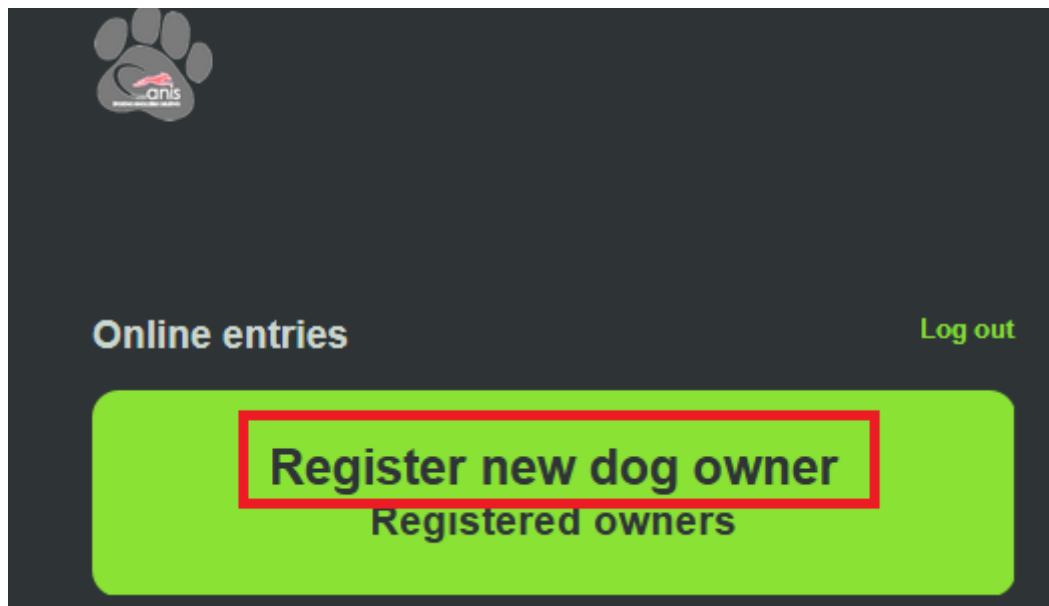 anis
Online entries
Log out
Register new dog owner
Registered owners